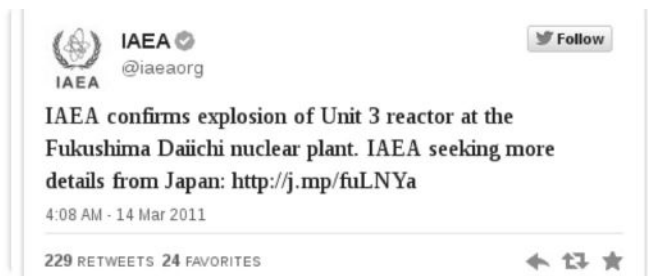 IAEA
Follow
@iaeaorg
IAEA
IAEA confirms explosion of Unit 3 reactor at the
Fukushima Daiichi nuclear plant. IAEA seeking more
details from Japan: http://j.mp/fuLNYa
4:08 AM - 14 Mar 2011
229 RETWEETS 24 FAVORITES